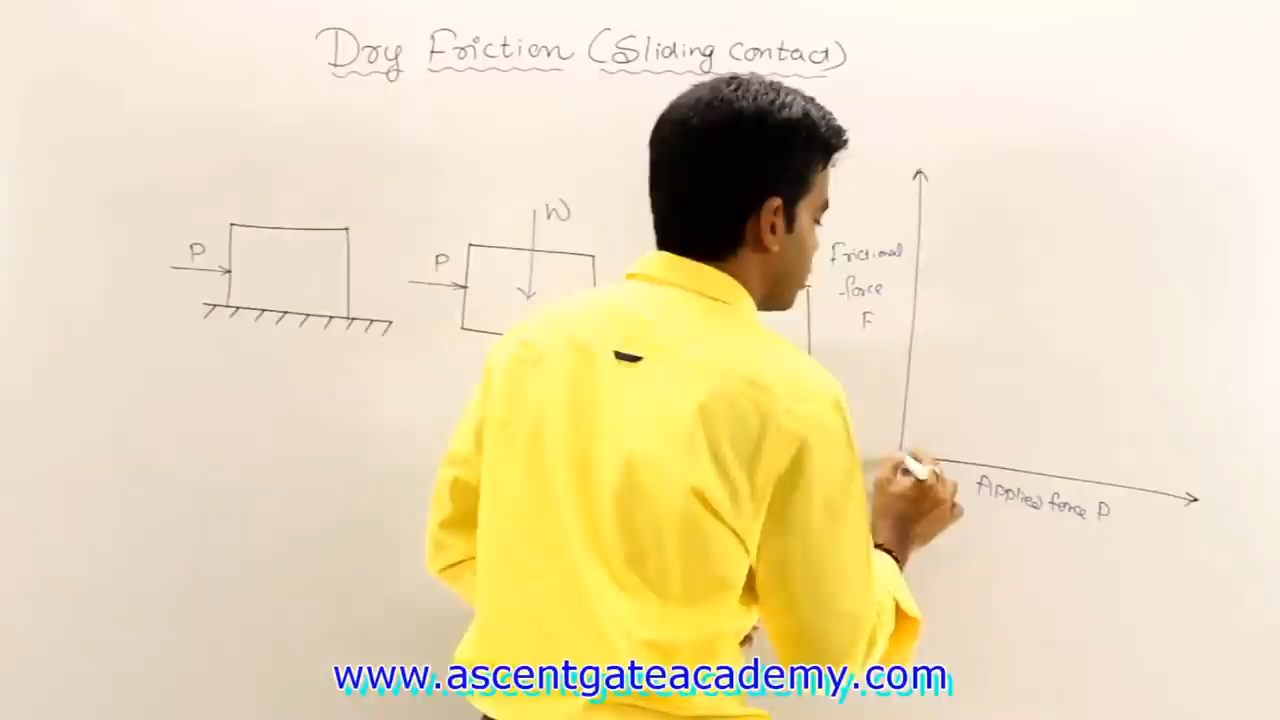 Dry Friction (Sliding contact)
P
P
W
Frictional
force
F
Applied force P
www.ascentgateacademy.com